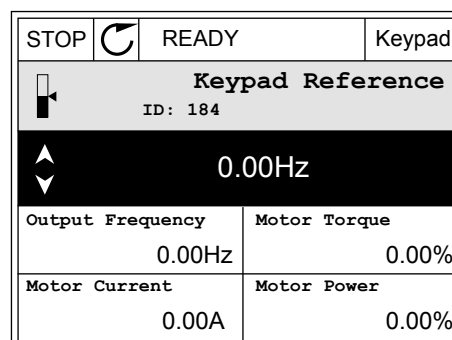 STOP READY Keypad
Keypad Reference
ID: 184
0.00Hz
Output Frequency Motor Torque
0.00Hz 0.00%
Motor Current Motor Power
0.00A 0.00%